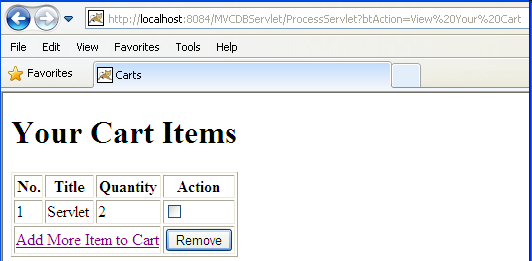 http://localhost:8084/MVCDBServlet/ProcessServlet?btAction=View%20Your%20Cart
File Edit View Favorites Tools Help
Favorites Carts
Your Cart Items
No. Title Quantity Action
1 Servlet 2
Add More Item to Cart Remove